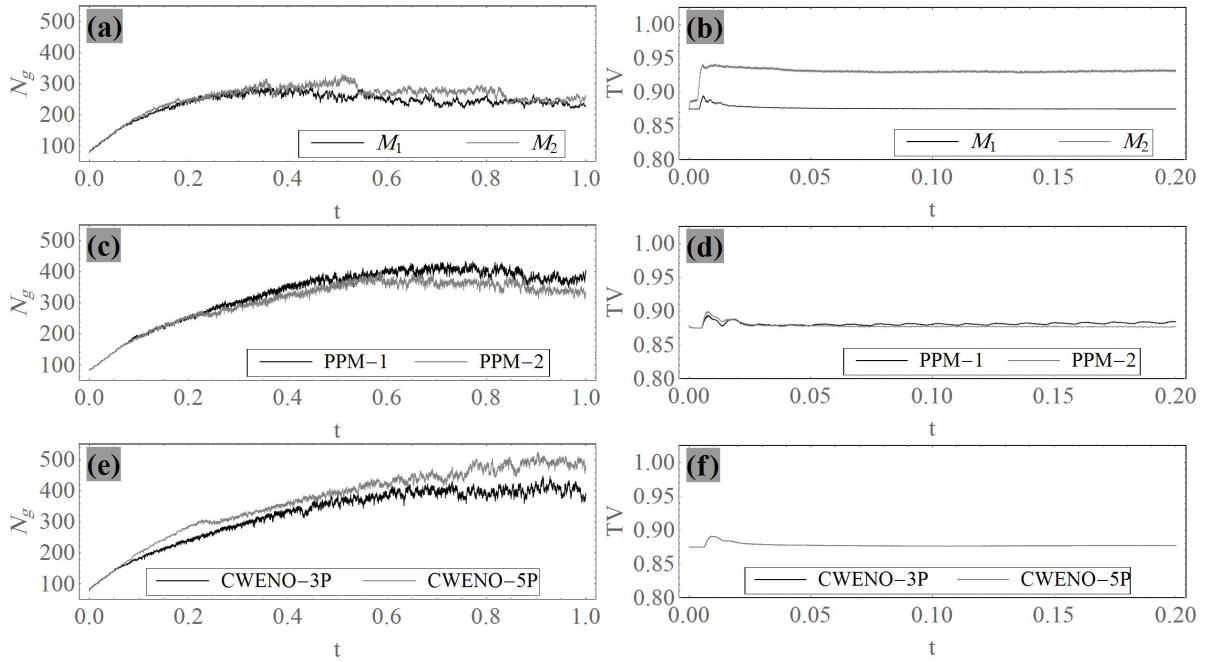 (a)
500
400
300
200
100
N_g
0.0 0.2 0.4 0.6 0.8 1.0
t
M_1 M_2
(b)
1.00
0.95
0.90
0.85
0.80
TV
0.00 0.05 0.10 0.15 0.20
t
M_1 M_2
(c)
500
400
300
200
100
N_g
0.0 0.2 0.4 0.6 0.8 1.0
t
PPM−1 PPM−2
(d)
1.00
0.95
0.90
0.85
0.80
TV
0.00 0.05 0.10 0.15 0.20
t
PPM−1 PPM−2
(e)
500
400
300
200
100
N_g
0.0 0.2 0.4 0.6 0.8 1.0
t
CWENO−3P CWENO−5P
(f)
1.00
0.95
0.90
0.85
0.80
TV
0.00 0.05 0.10 0.15 0.20
t
CWENO−3P CWENO−5P